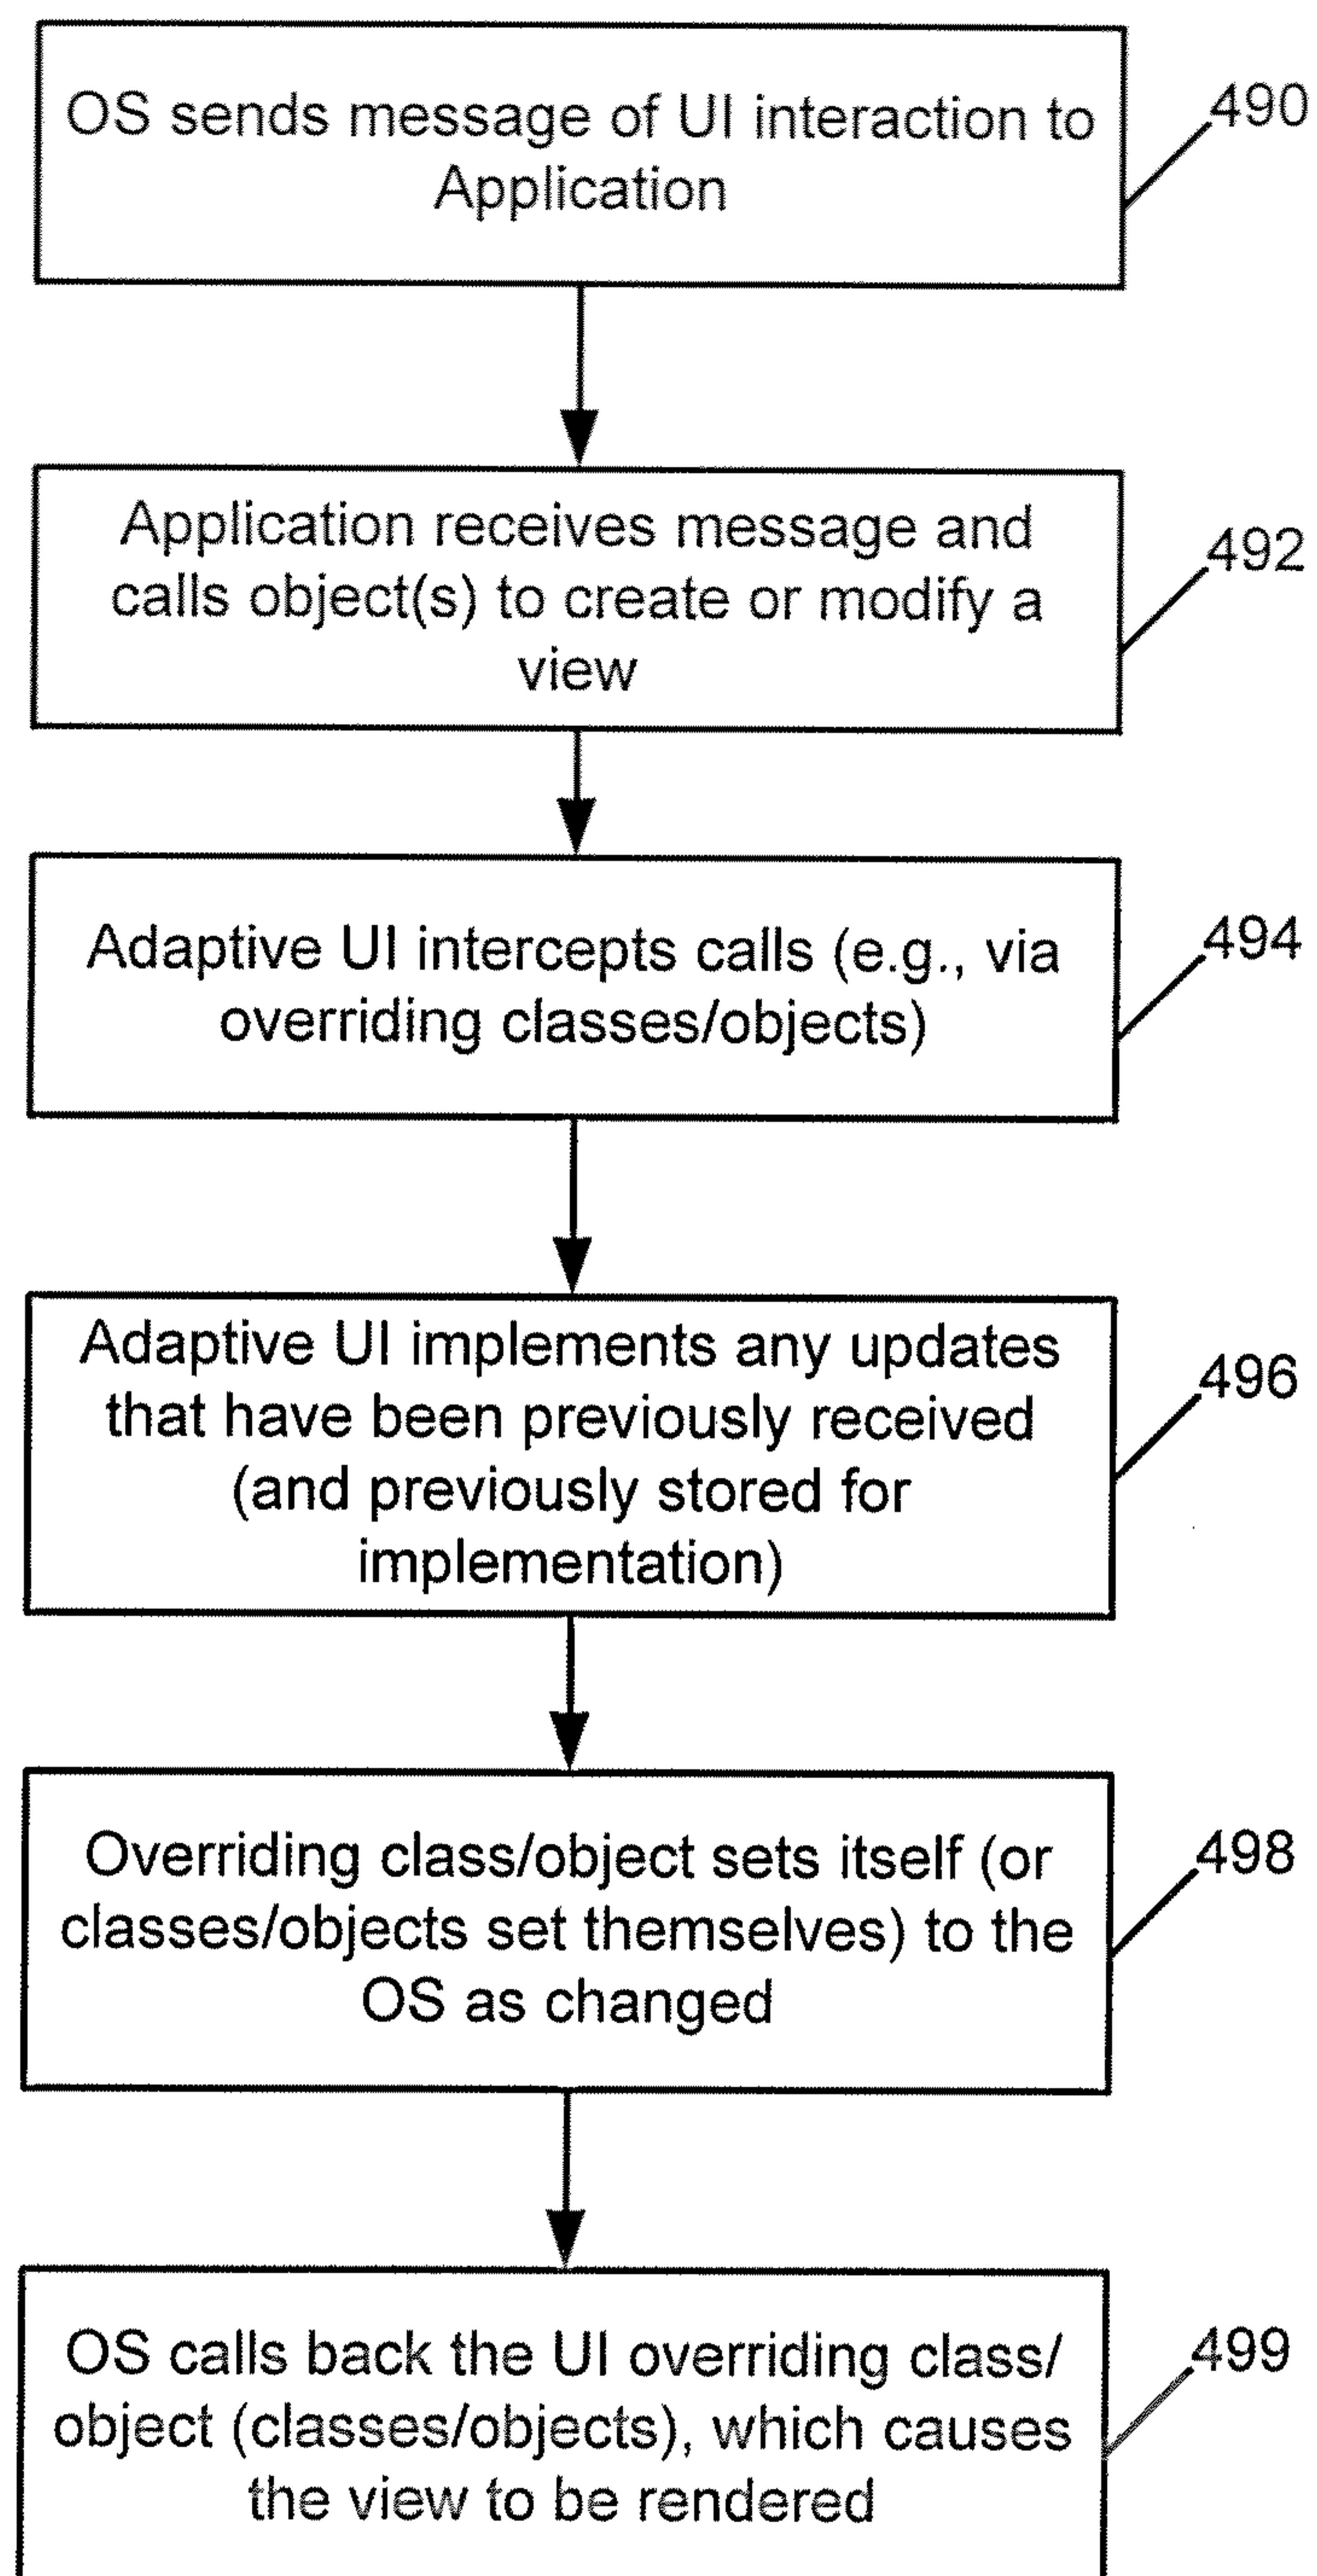 OS sends message of UI interaction to
Application
490
Application receives message and
calls object(s) to create or modify a
view
492
Adaptive UI intercepts calls (e.g., via
overriding classes/objects)
494
Adaptive UI implements any updates
that have been previously received
(and previously stored for
implementation)
496
Overriding class/object sets itself (or
classes/objects set themselves) to the
OS as changed
498
OS calls back the UI overriding class/
object (classes/objects), which causes
the view to be rendered
499